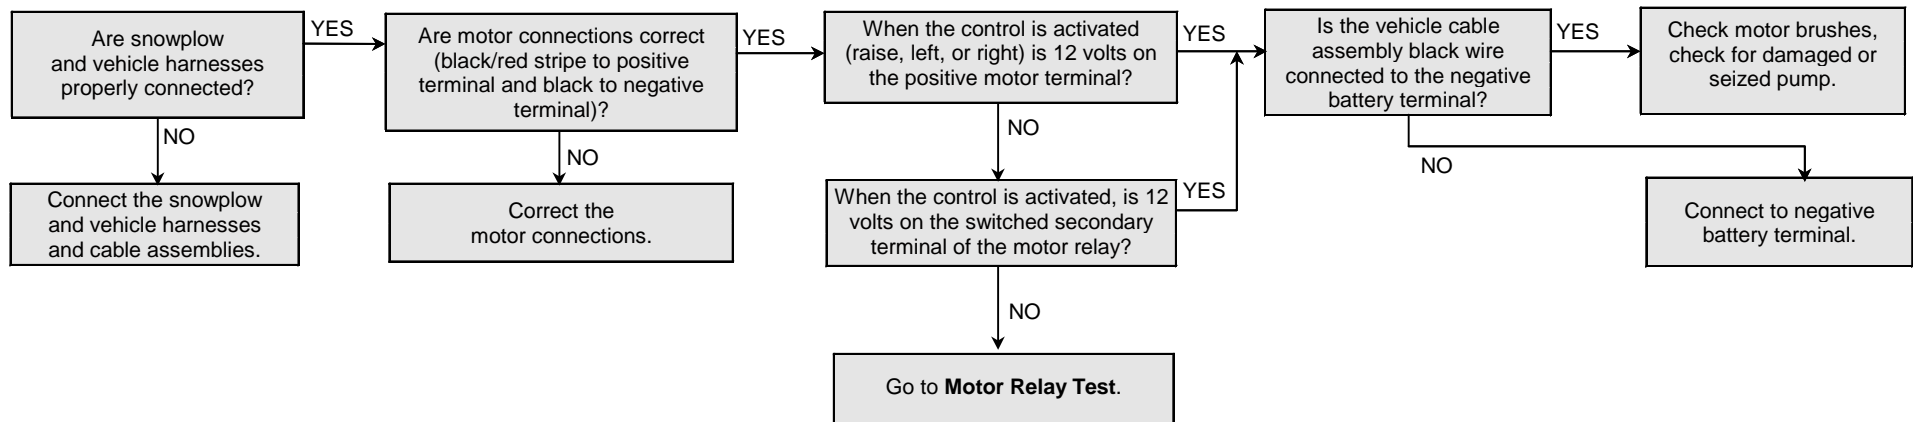 Are snowplow
and vehicle harnesses
properly connected?
YES
Are motor connections correct
(black/red stripe to positive
terminal and black to negative
terminal)?
YES
When the control is activated
(raise, left, or right) is 12 volts on
the positive motor terminal?
YES
Is the vehicle cable
assembly black wire
connected to the negative
battery terminal?
YES
Check motor brushes,
check for damaged or
seized pump.
NO
NO
NO
NO
Connect the snowplow
and vehicle harnesses
and cable assemblies.
Correct the
motor connections.
When the control is activated, is 12
volts on the switched secondary
terminal of the motor relay?
YES
Connect to negative
battery terminal.
NO
Go to Motor Relay Test.